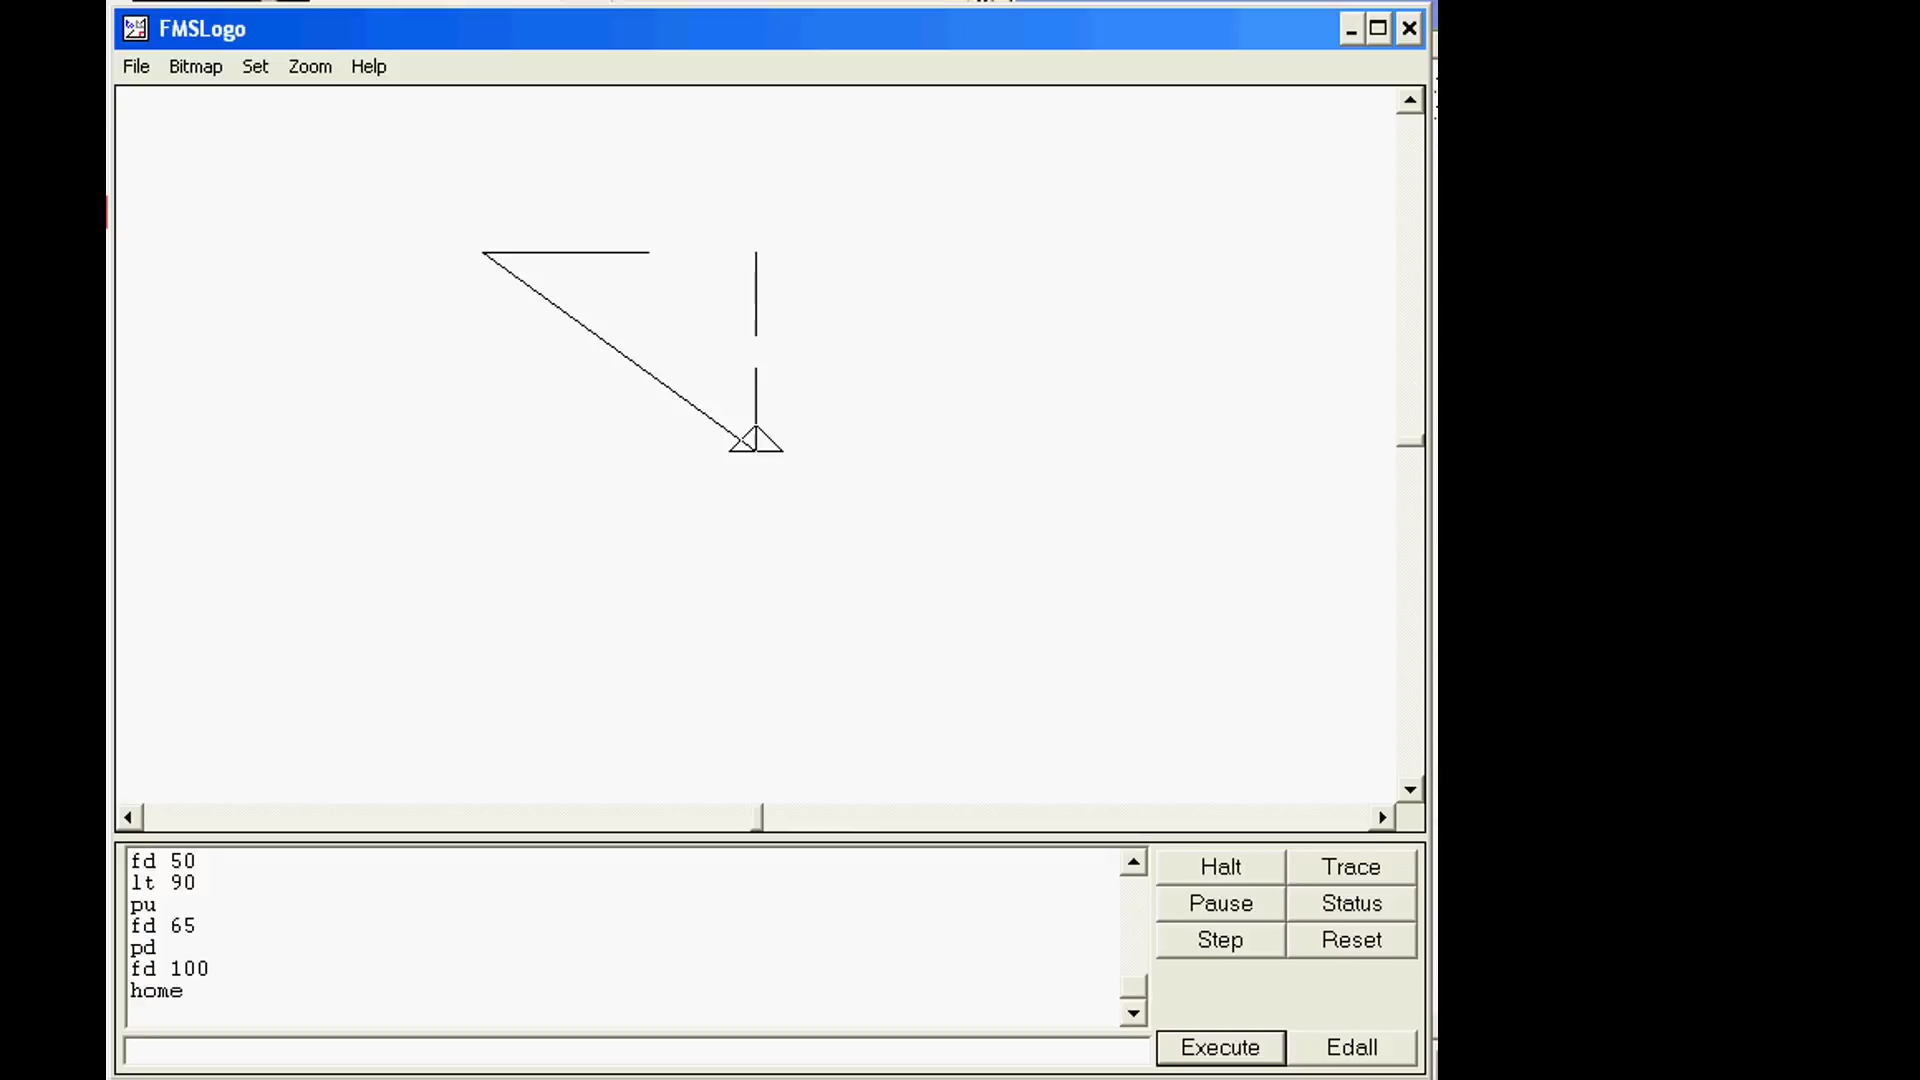 FMSLogo
File Bitmap Set Zoom Help
fd 50
lt 90
pu
fd 65
pd
fd 100
home
Halt Trace
Pause Status
Step Reset
Execute Edall